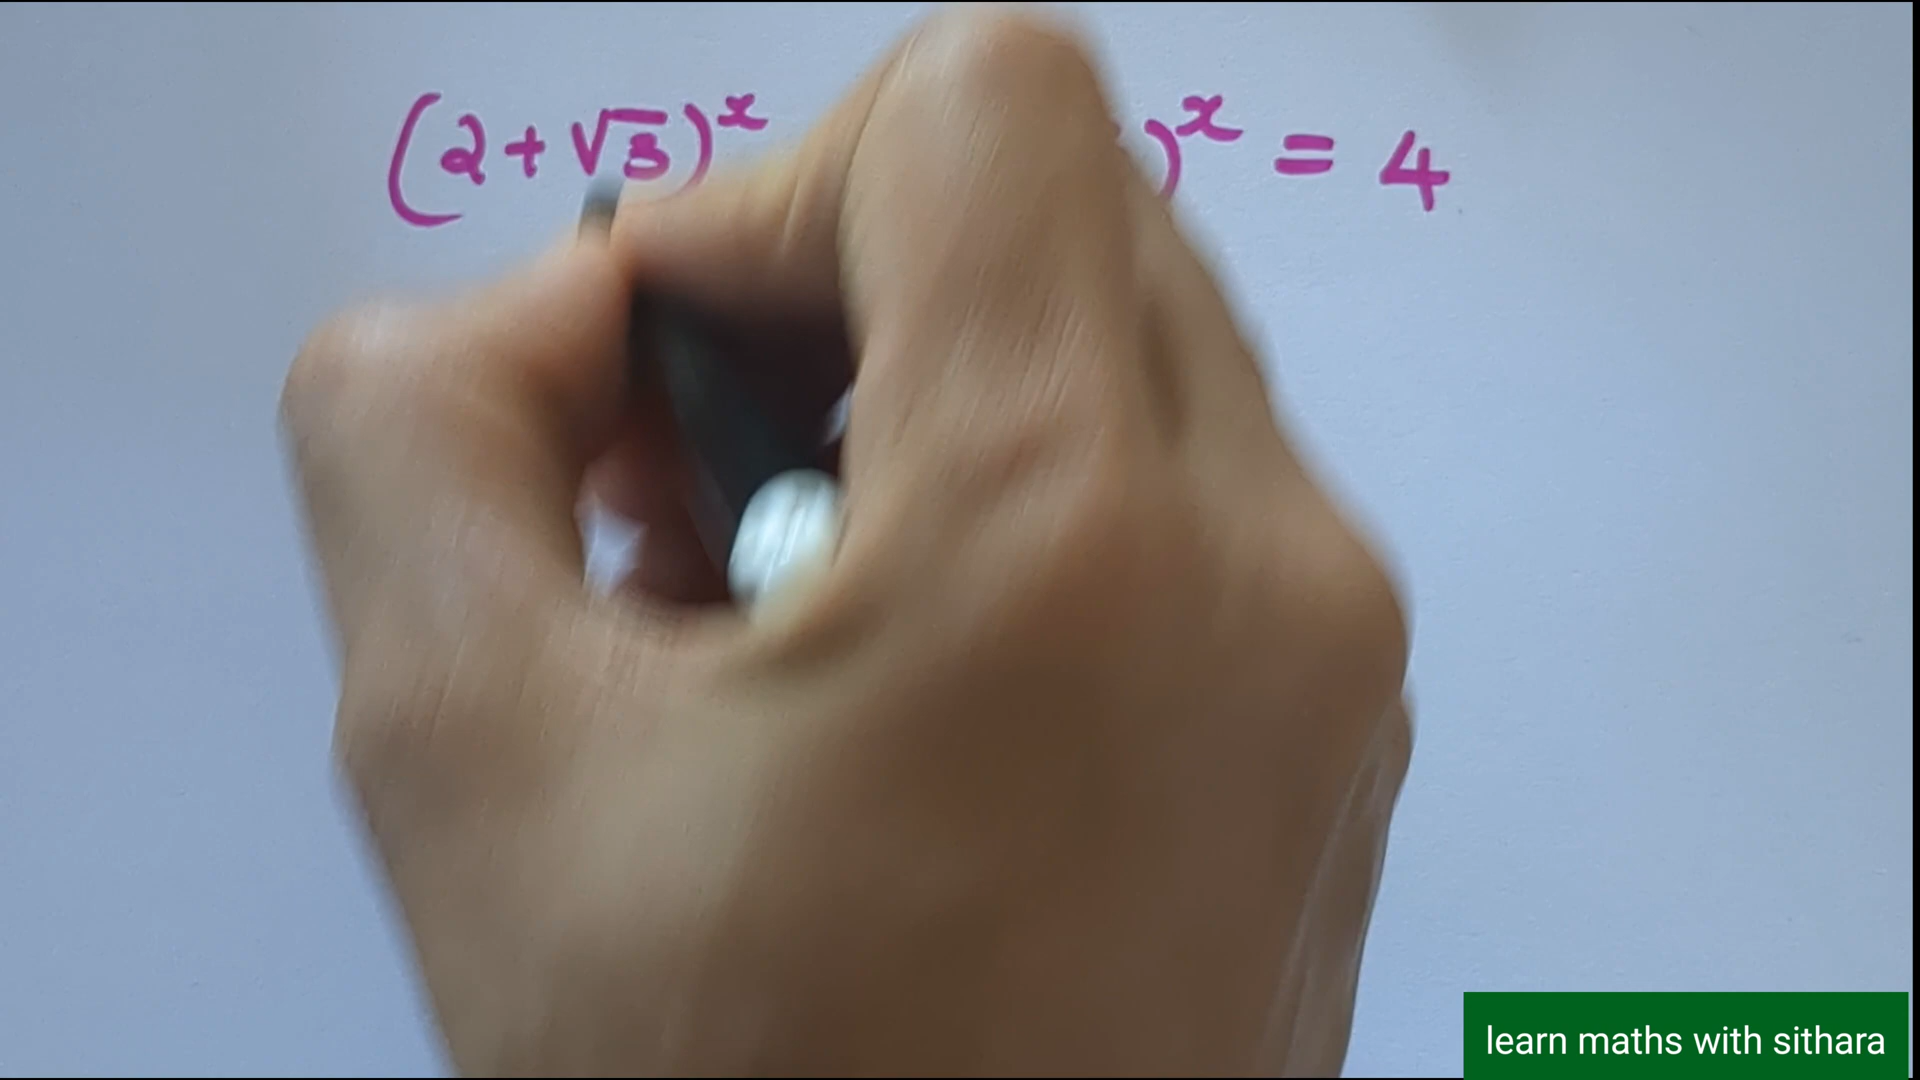 (2+√3)^x )^x = 4
learn maths with sithara